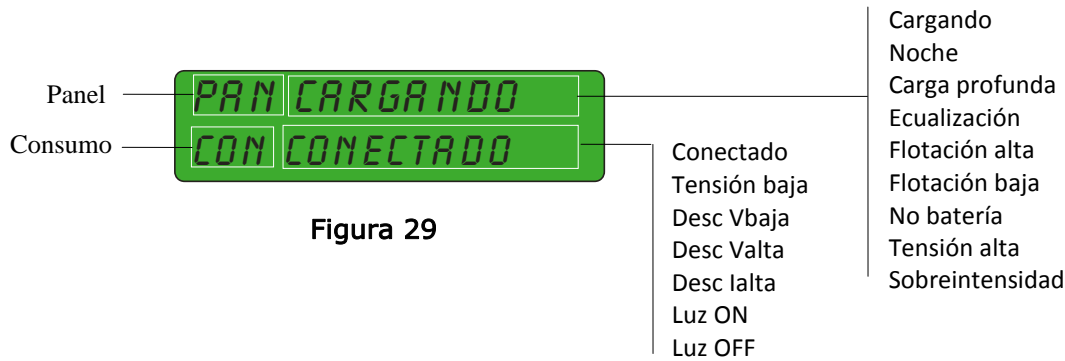 Panel
Consumo
PAN CARGANDO
CON CONECTADO
Figura 29
Conectado
Tensión baja
Desc Vbaja
Desc Valta
Desc Ialta
Luz ON
Luz OFF
Cargando
Noche
Carga profunda
Ecualización
Flotación alta
Flotación baja
No batería
Tensión alta
Sobreintensidad